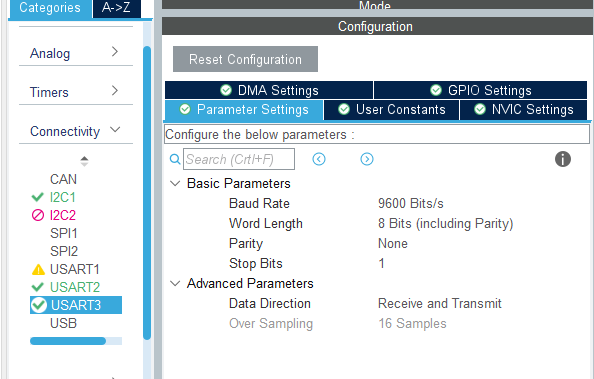 Categories A->Z
Analog
Timers
Connectivity
CAN
I2C1
I2C2
SPI1
SPI2
USART1
USART2
USART3
USB
Mode
Configuration
Reset Configuration
DMA Settings GPIO Settings
Parameter Settings User Constants NVIC Settings
Configure the below parameters :
Search (Crtl+F)
Basic Parameters
Baud Rate 9600 Bits/s
Word Length 8 Bits (including Parity)
Parity None
Stop Bits 1
Advanced Parameters
Data Direction Receive and Transmit
Over Sampling 16 Samples